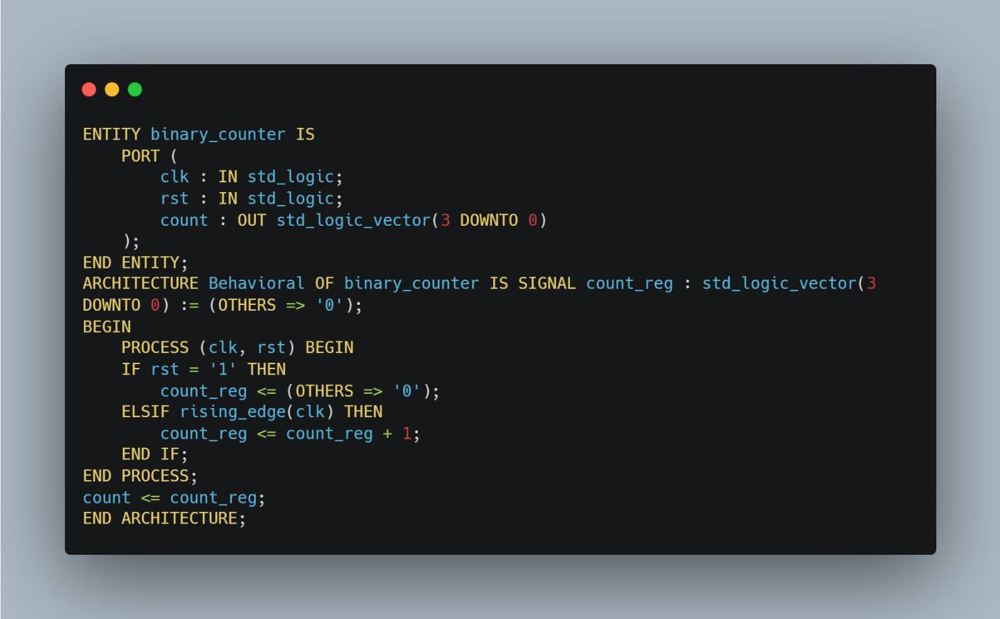 ENTITY binary_counter IS
    PORT (
        clk : IN std_logic;
        rst : IN std_logic;
        count : OUT std_logic_vector(3 DOWNTO 0)
    );
END ENTITY;
ARCHITECTURE Behavioral OF binary_counter IS SIGNAL count_reg : std_logic_vector(3
DOWNTO 0) := (OTHERS => '0');
BEGIN
    PROCESS (clk, rst) BEGIN
    IF rst = '1' THEN
        count_reg <= (OTHERS => '0');
    ELSIF rising_edge(clk) THEN
        count_reg <= count_reg + 1;
    END IF;
END PROCESS;
count <= count_reg;
END ARCHITECTURE;